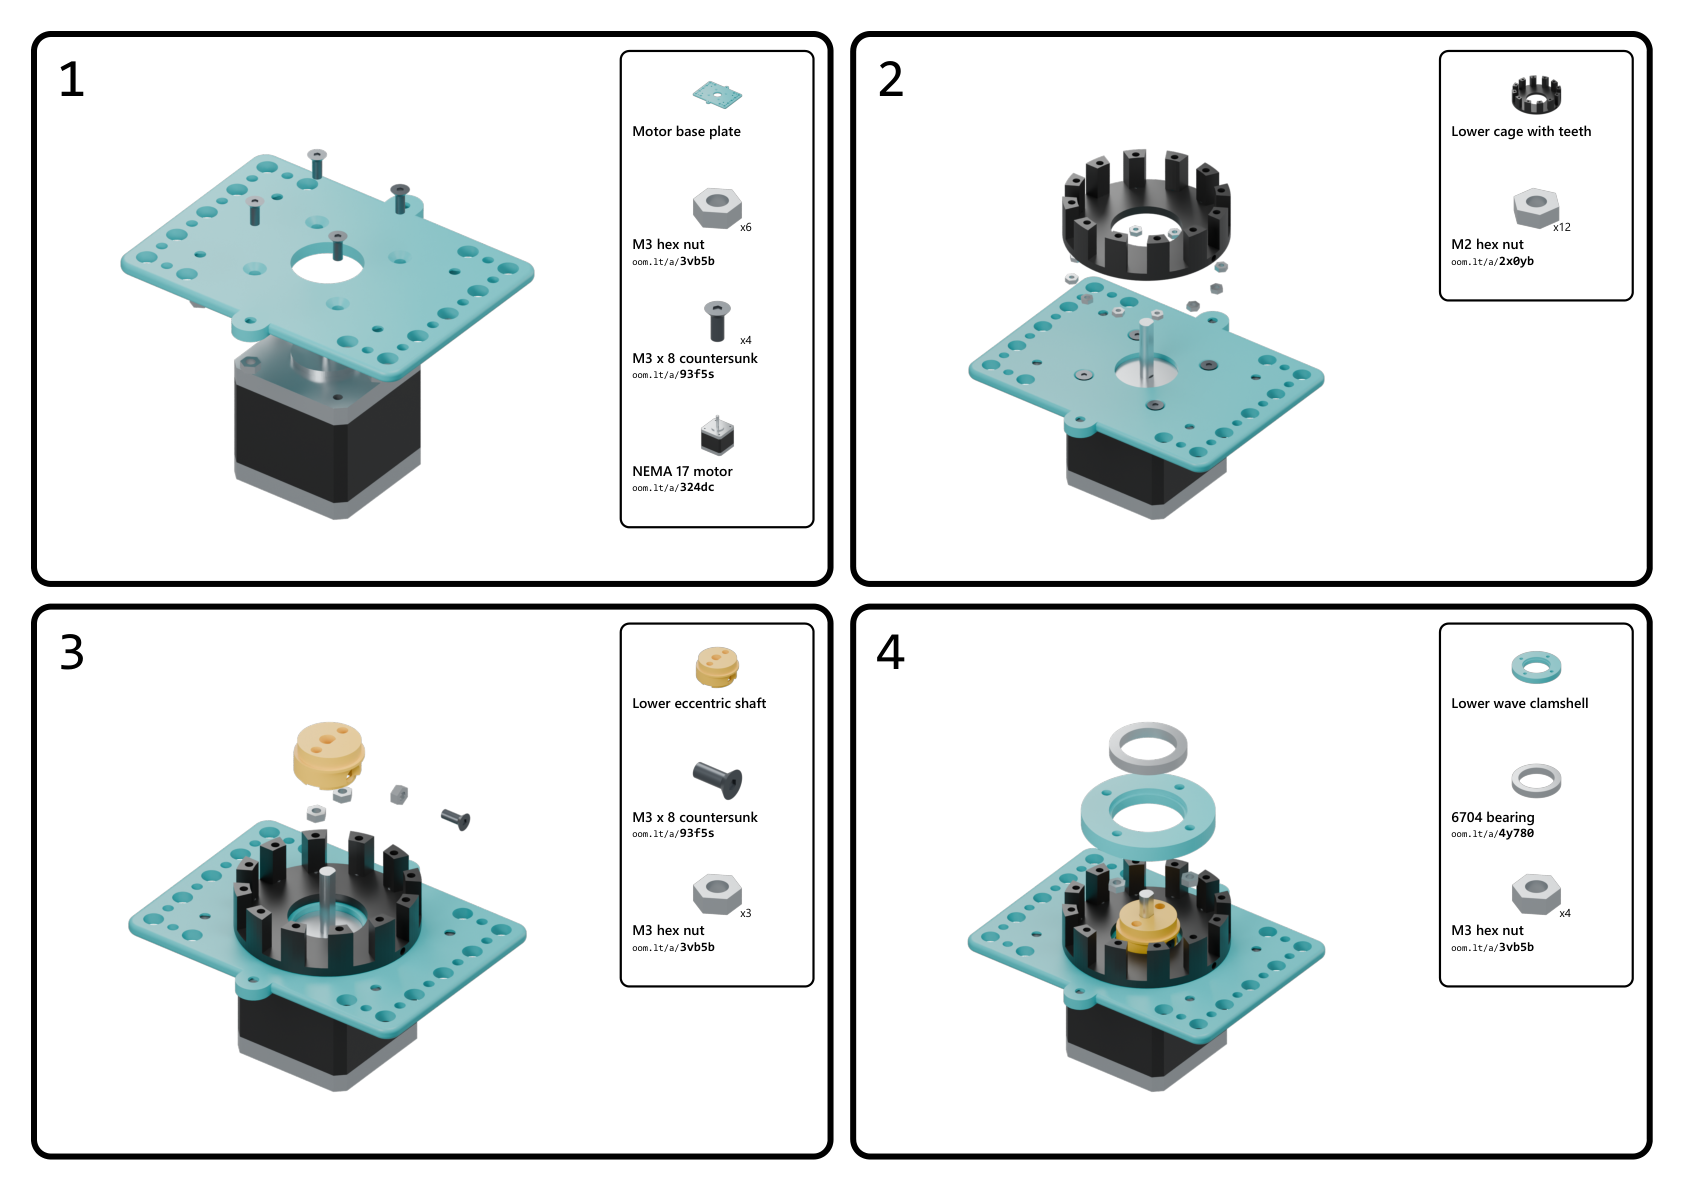 1
Motor base plate
x6
M3 hex nut
oom.lt/a/3vb5b
x4
M3 x 8 countersunk
oom.lt/a/93f5s
NEMA 17 motor
oom.lt/a/324dc
2
Lower cage with teeth
x12
M2 hex nut
oom.lt/a/2x0yb
3
Lower eccentric shaft
M3 x 8 countersunk
oom.lt/a/93f5s
x3
M3 hex nut
oom.lt/a/3vb5b
4
Lower wave clamshell
6704 bearing
oom.lt/a/4y780
x4
M3 hex nut
oom.lt/a/3vb5b